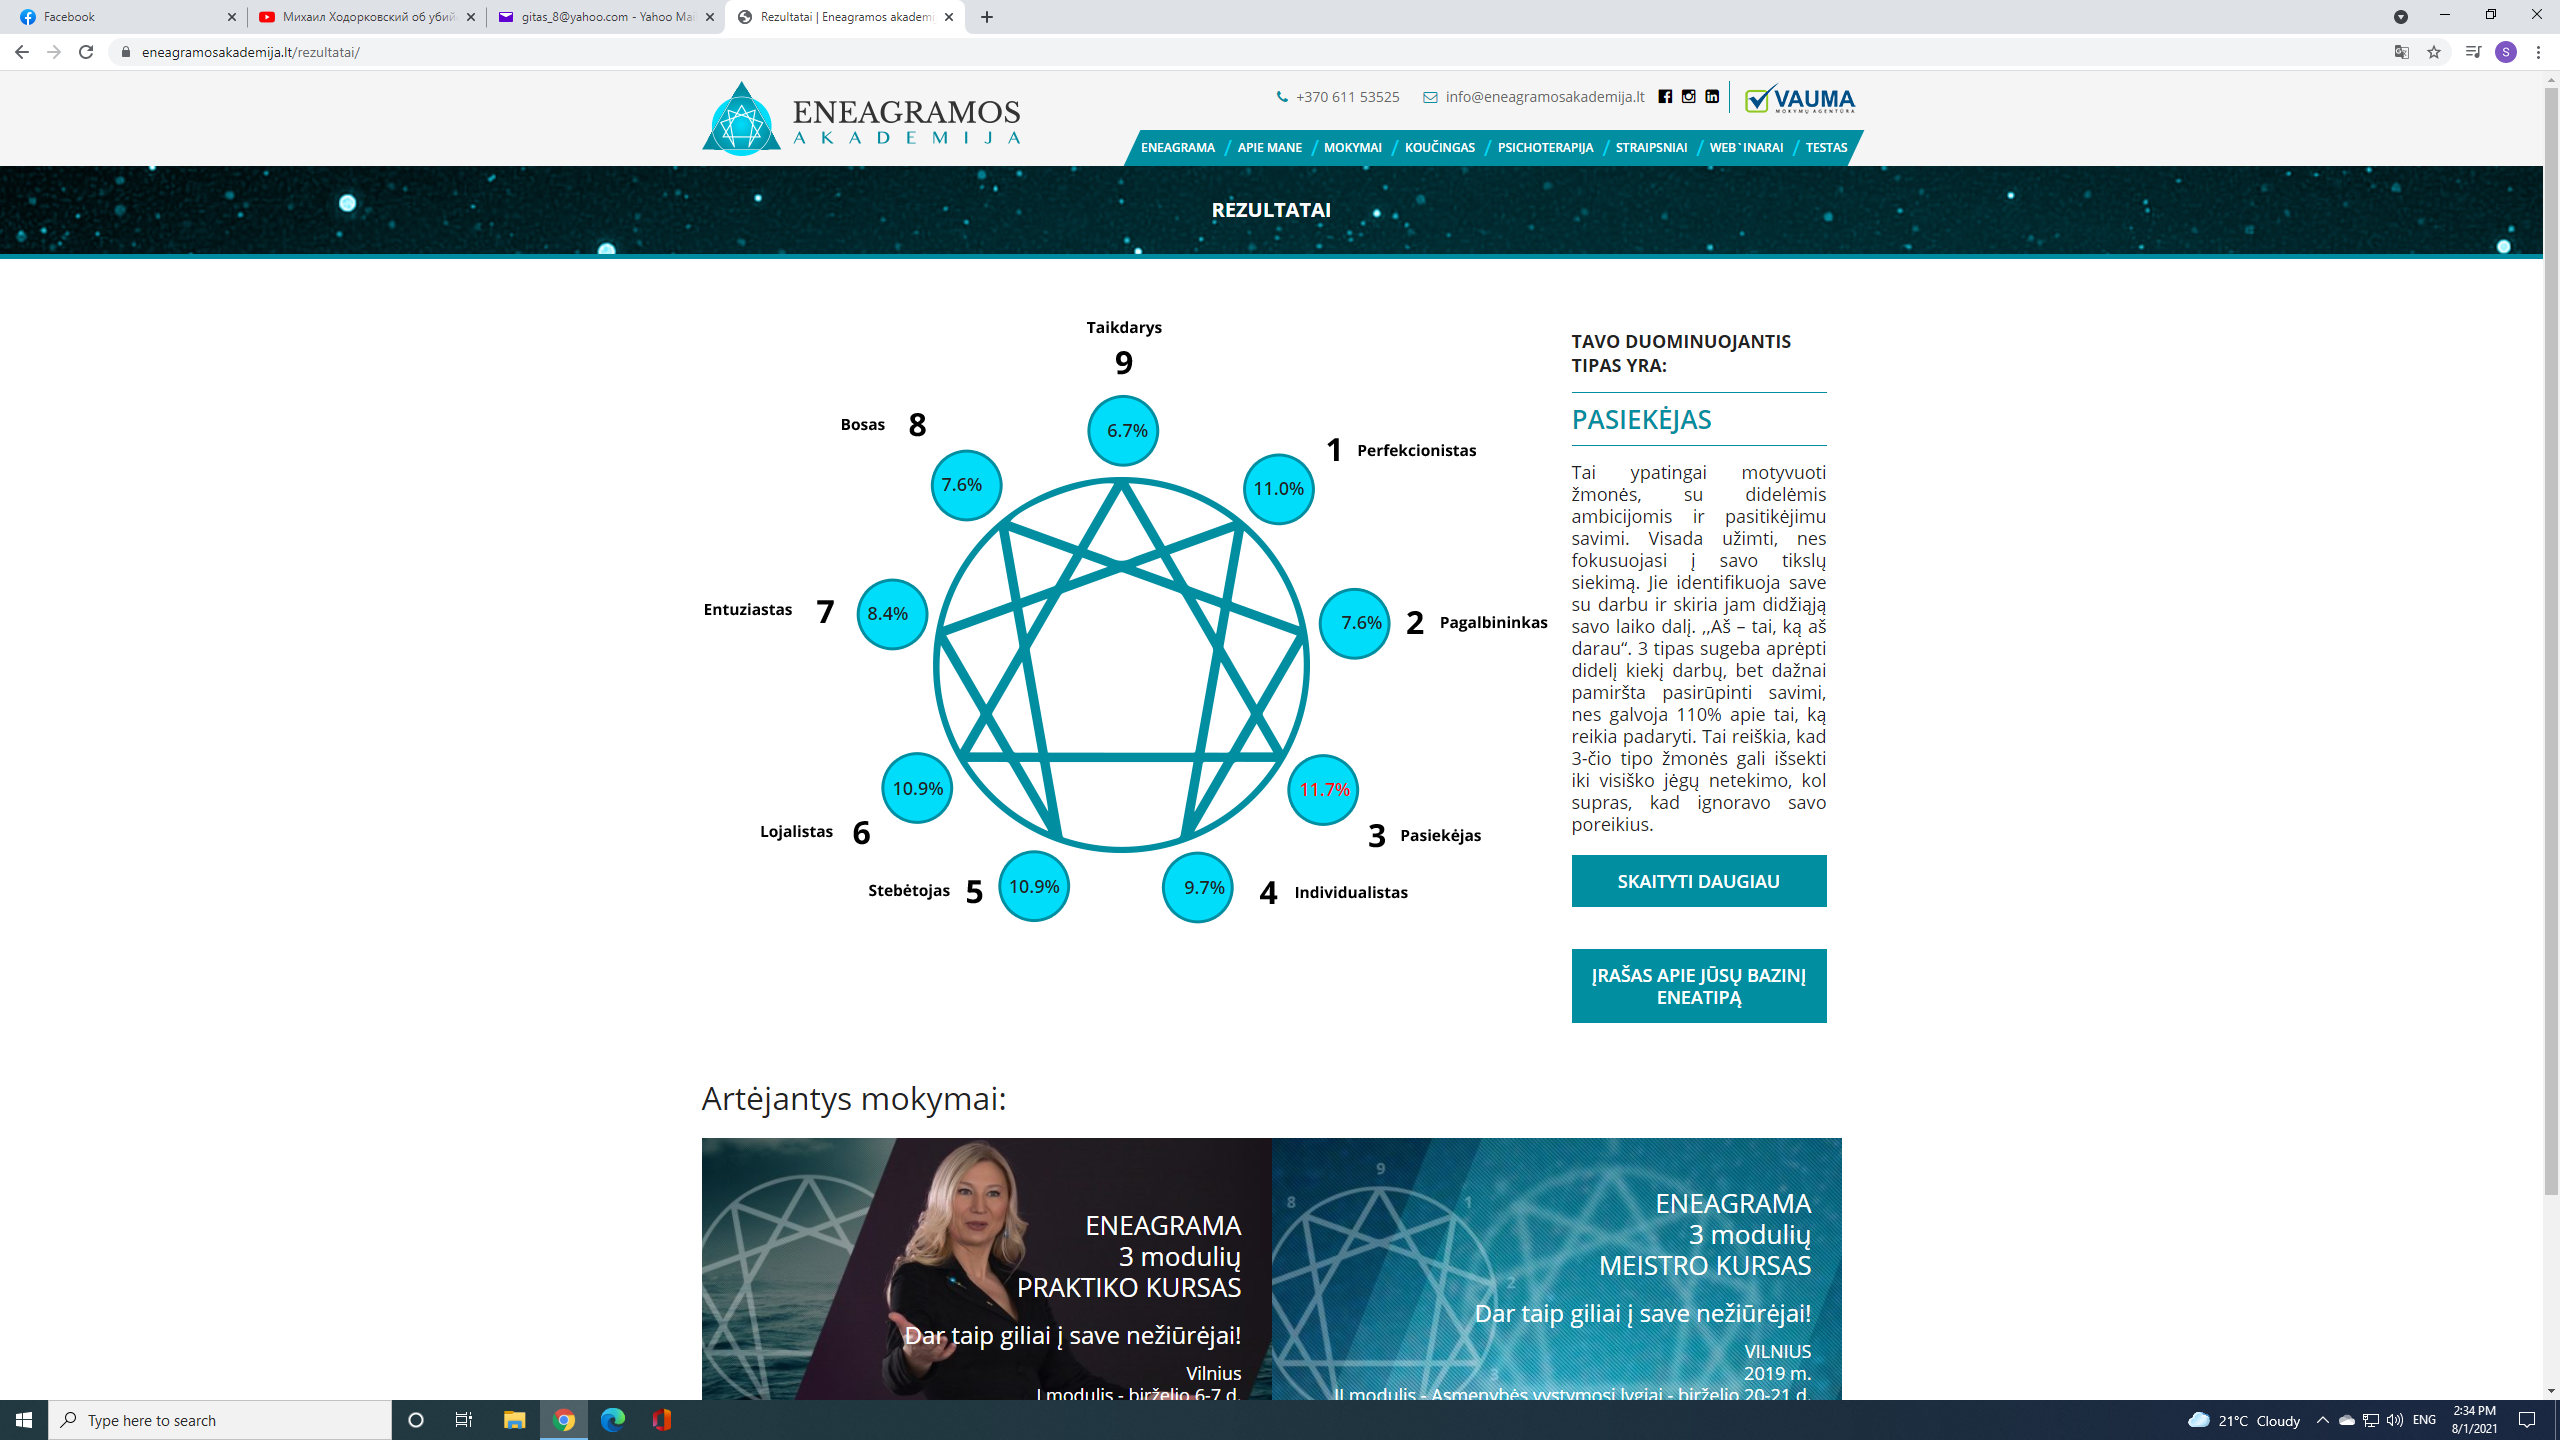 Facebook
Михаил Ходорковский об убий
gitas_8@yahoo.com - Yahoo Mai
Rezultatai | Eneagramos akademi
eneagramosakademija.lt/rezultatai/
S
ENEAGRAMOS
AKADEMIJA
+370 611 53525
info@eneagramosakademija.lt
VAUMA
MOKYMŲ AGENTŪRA
ENEAGRAMA / APIE MANE / MOKYMAI / KOUČINGAS / PSICHOTERAPIJA / STRAIPSNIAI / WEB`INARAI / TESTAS
REZULTATAI
Taikdarys
9
6.7%
Bosas 8
7.6%
1 Perfekcionistas
11.0%
Entuziastas 7 8.4%
7.6% 2 Pagalbininkas
10.9%
Lojalistas 6
11.7%
3 Pasiekėjas
Stebėtojas 5 10.9%
9.7% 4 Individualistas
TAVO DUOMINUOJANTIS
TIPAS YRA:
PASIEKĖJAS
Tai ypatingai motyvuoti
žmonės, su didelėmis
ambicijomis ir pasitikėjimu
savimi. Visada užimti, nes
fokusuojasi į savo tikslų
siekimą. Jie identifikuoja save
su darbu ir skiria jam didžiąją
savo laiko dalį. ,,Aš – tai, ką aš
darau“. 3 tipas sugeba aprėpti
didelį kiekį darbų, bet dažnai
pamiršta pasirūpinti savimi,
nes galvoja 110% apie tai, ką
reikia padaryti. Tai reiškia, kad
3-čio tipo žmonės gali išsekti
iki visiško jėgų netekimo, kol
supras, kad ignoravo savo
poreikius.
SKAITYTI DAUGIAU
ĮRAŠAS APIE JŪSŲ BAZINĮ
ENEATIPĄ
Artėjantys mokymai:
ENEAGRAMA
3 modulių
PRAKTIKO KURSAS
Dar taip giliai į save nežiūrėjai!
Vilnius
I modulis - birželio 6-7 d.
9
8
1
2
3
ENEAGRAMA
3 modulių
MEISTRO KURSAS
Dar taip giliai į save nežiūrėjai!
VILNIUS
2019 m.
II modulis - Asmenybės vystymosi lygiai - birželio 20-21 d.
Type here to search
21°C Cloudy
ENG
2:34 PM
8/1/2021